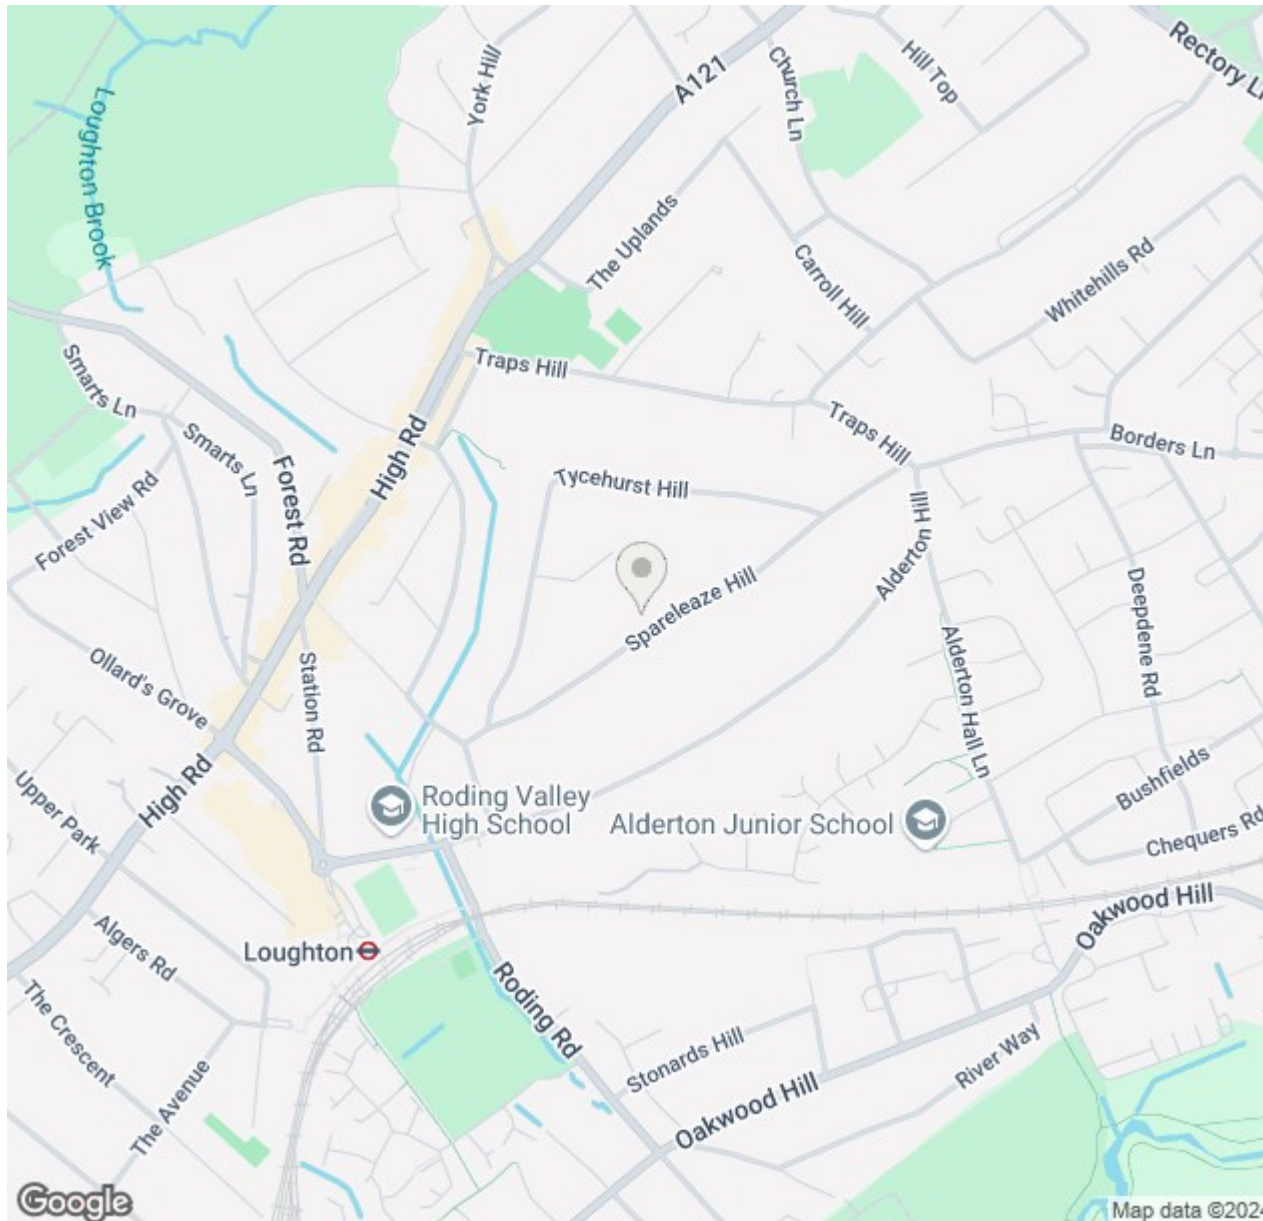 York Hill
A121
Church Ln
Hill Top
Rectory L
Loughton Brook
The Uplands
Carroll Hill
Whitehills Rd
Traps Hill
Smarts Ln
Smarts Ln
High Rd
Traps Hill
Borders Ln
Forest View Rd
Forest Rd
Tycehurst Hill
Alderton Hill
Spareleaze Hill
Deepdene Rd
Ollard's Grove
Station Rd
Alderton Hall Ln
High Rd
Upper Park
Roding Valley
High School
Alderton Junior School
Bushfields
Chequers Rd
Algers Rd
Loughton
Oakwood Hill
The Crescent
The Avenue
Roding Rd
Stonards Hill
River Way
Oakwood Hill
Google
Map data ©2024